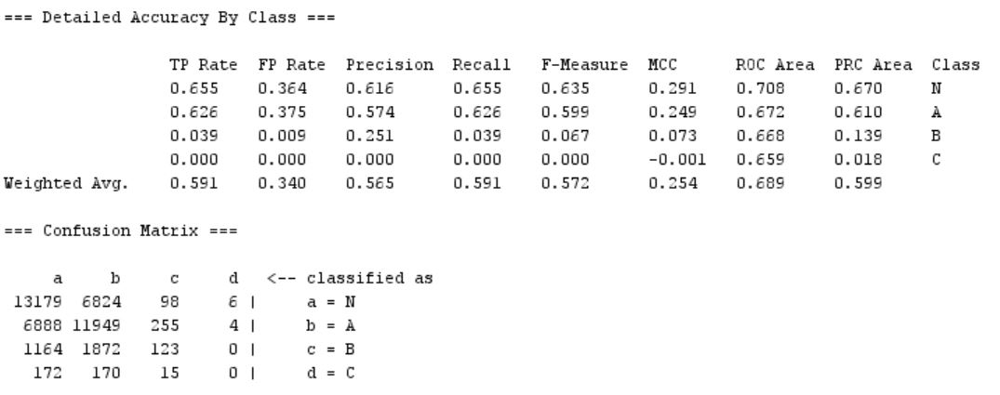 === Detailed Accuracy By Class ===
TP Rate FP Rate Precision Recall F-Measure MCC ROC Area PRC Area Class
0.655 0.364 0.616 0.655 0.635 0.291 0.708 0.670 N
0.626 0.375 0.574 0.626 0.599 0.249 0.672 0.610 A
0.039 0.009 0.251 0.039 0.067 0.073 0.668 0.139 B
0.000 0.000 0.000 0.000 0.000 -0.001 0.659 0.018 C
Weighted Avg. 0.591 0.340 0.565 0.591 0.572 0.254 0.689 0.599
=== Confusion Matrix ===
a b c d <-- classified as
13179 6824 98 6 | a = N
6888 11949 255 4 | b = A
1164 1872 123 0 | c = B
172 170 15 0 | d = C